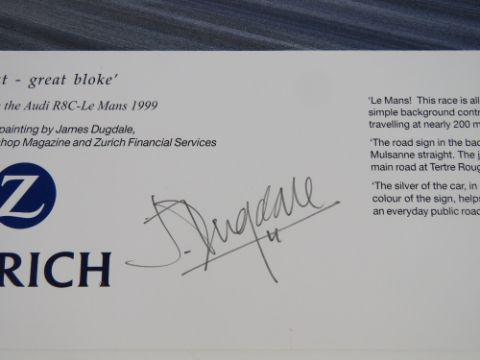 t - great bloke'
the Audi R8C-Le Mans 1999
painting by James Dugdale,
hop Magazine and Zurich Financial Services
Z
RICH
J. Dugdale
'Le Mans! This race is all
simple background contr
travelling at nearly 200 m
'The road sign in the bac
Mulsanne straight. The j
main road at Tertre Roug
'The silver of the car, in
colour of the sign, helps
an everyday public road